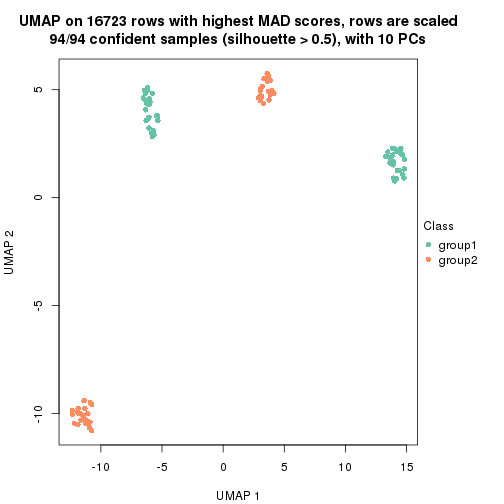 UMAP on 16723 rows with highest MAD scores, rows are scaled
94/94 confident samples (silhouette > 0.5), with 10 PCs
5
0
-5
-10
UMAP 2
-10
-5
0
5
10
15
UMAP 1
Class
group1
group2